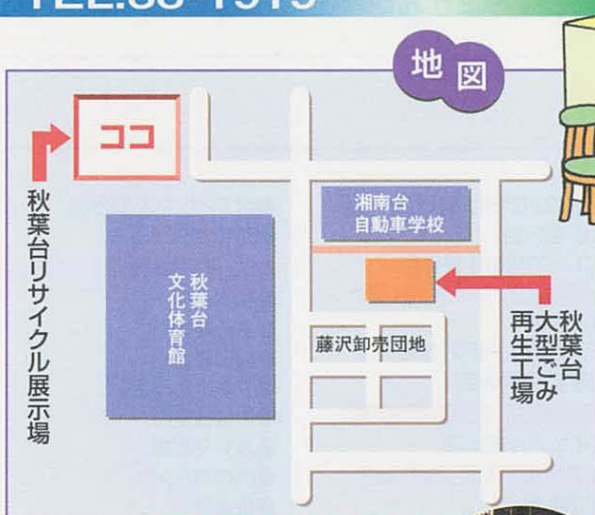 地図
ココ
秋葉台リサイクル展示場
秋葉台
文化体育館
湘南台
自動車学校
藤沢卸売団地
秋葉台
大型ごみ
再生工場